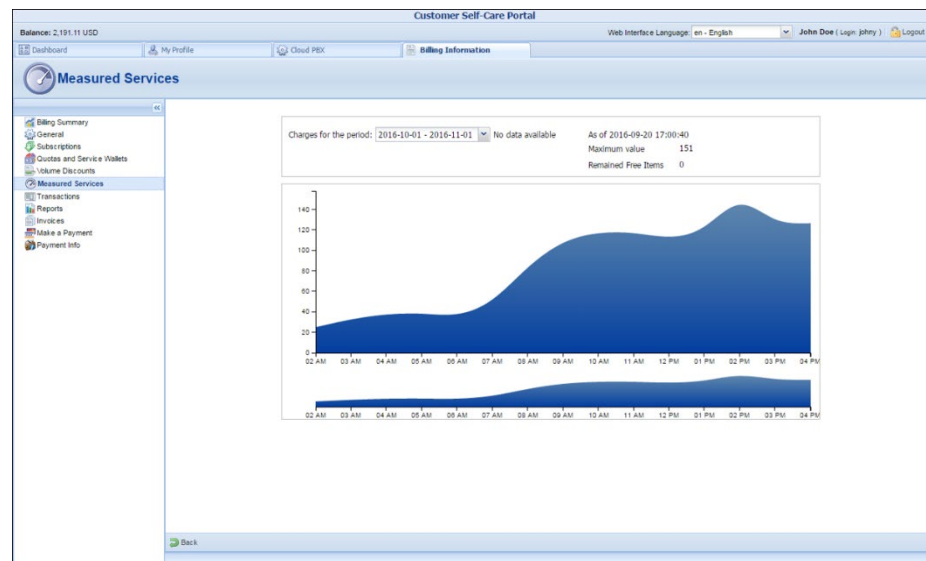 Customer Self-Care Portal
Balance: 2,191.11 USD
Web Interface Language: en - English
John Doe ( Login: johny )
Logout
Dashboard
My Profile
Cloud PBX
Billing Information
Measured Services
Billing Summary
General
Subscriptions
Quotas and Service Wallets
Volume Discounts
Measured Services
Transactions
Reports
Invoices
Make a Payment
Payment Info
Charges for the period: 2016-10-01 - 2016-11-01 No data available
As of 2016-09-20 17:00:40
Maximum value 151
Remained Free Items 0
140
120
100
80
60
40
20
0
02 AM 03 AM 04 AM 05 AM 06 AM 07 AM 08 AM 09 AM 10 AM 11 AM 12 PM 01 PM 02 PM 03 PM 04 PM
02 AM 03 AM 04 AM 05 AM 06 AM 07 AM 08 AM 09 AM 10 AM 11 AM 12 PM 01 PM 02 PM 03 PM 04 PM
Back